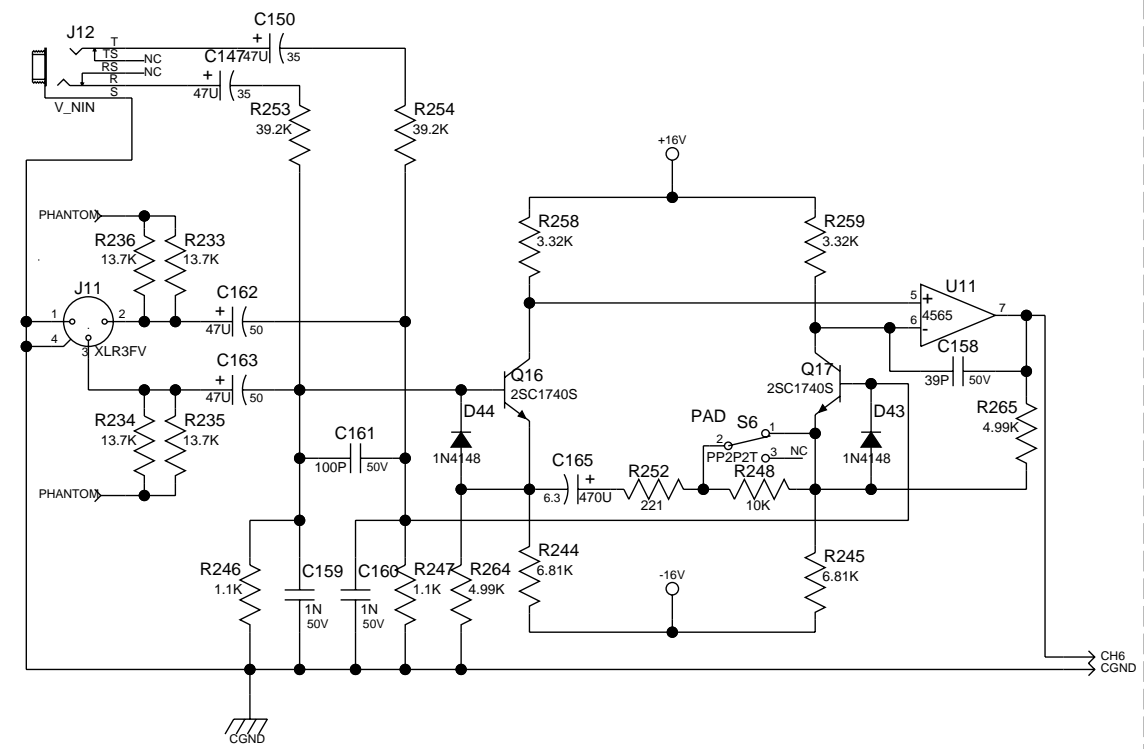 C150
J12
T
+
47U
35
TS
NC
C147
RS
NC
R
+
S
47U
35
V_NIN
R253
39.2K
R254
39.2K
+16V
PHANTOM
R258
3.32K
R259
3.32K
R236
13.7K
R233
13.7K
J11
C162
U11
1
2
+
47U
50
5
+
4565
7
6
-
4
3
XLR3FV
C163
C158
39P
50V
+
47U
50
Q16
2SC1740S
Q17
2SC1740S
R234
13.7K
R235
13.7K
D44
PAD
S6
D43
R265
4.99K
C161
100P
50V
1N4148
2
1
PP2P2T
3
NC
1N4148
C165
+
6.3
470U
R252
221
R248
10K
PHANTOM
R246
1.1K
C159
1N
50V
C160
1N
50V
R247
1.1K
R264
4.99K
R244
6.81K
-16V
R245
6.81K
CH6
CGND
CGND